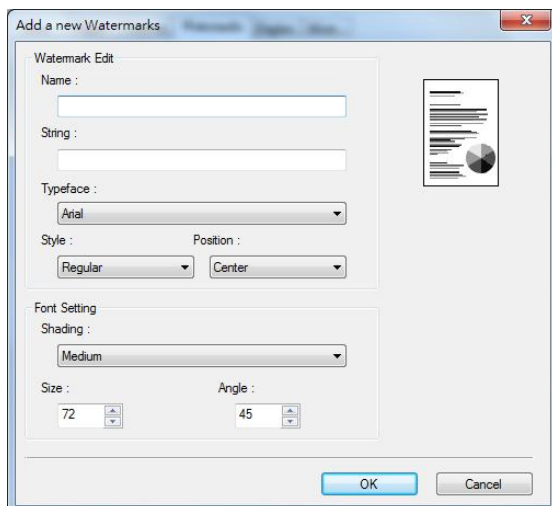 Add a new Watermarks
Watermark Edit
Name :
String :
Typeface :
Arial
Style : Position :
Regular Center
Font Setting
Shading :
Medium
Size : Angle :
72 45
OK Cancel